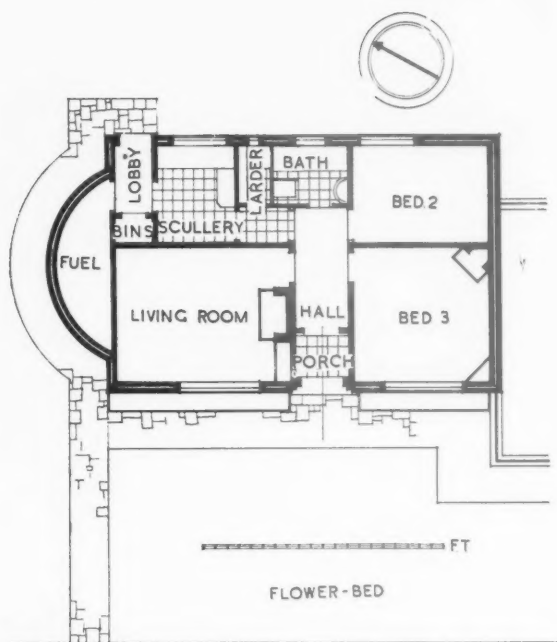 LOBBY
LARDER
BATH
BED.2
BINS
SCULLERY
FUEL
LIVING ROOM
HALL
BED 3
PORCH
FT
FLOWER-BED